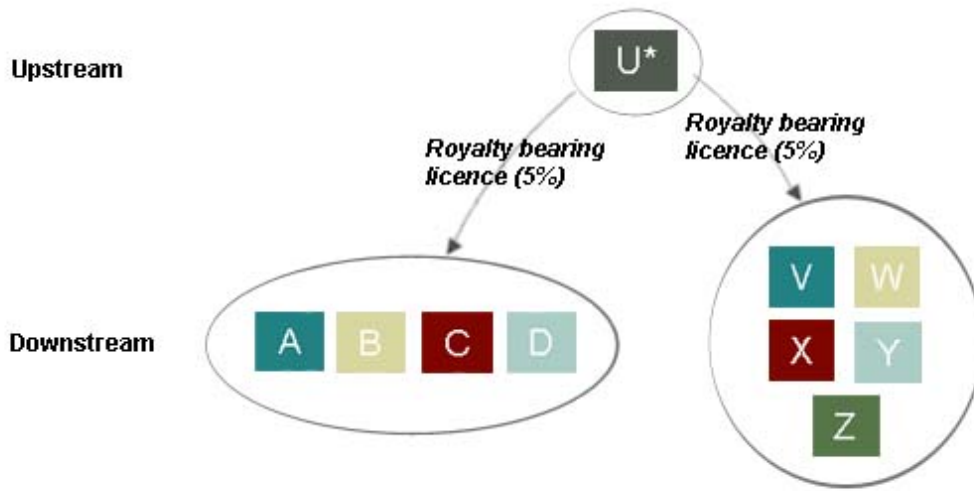 Upstream
U*
Royalty bearing
licence (5%)
Royalty bearing
licence (5%)
Downstream
A B C D
V W
X Y
Z